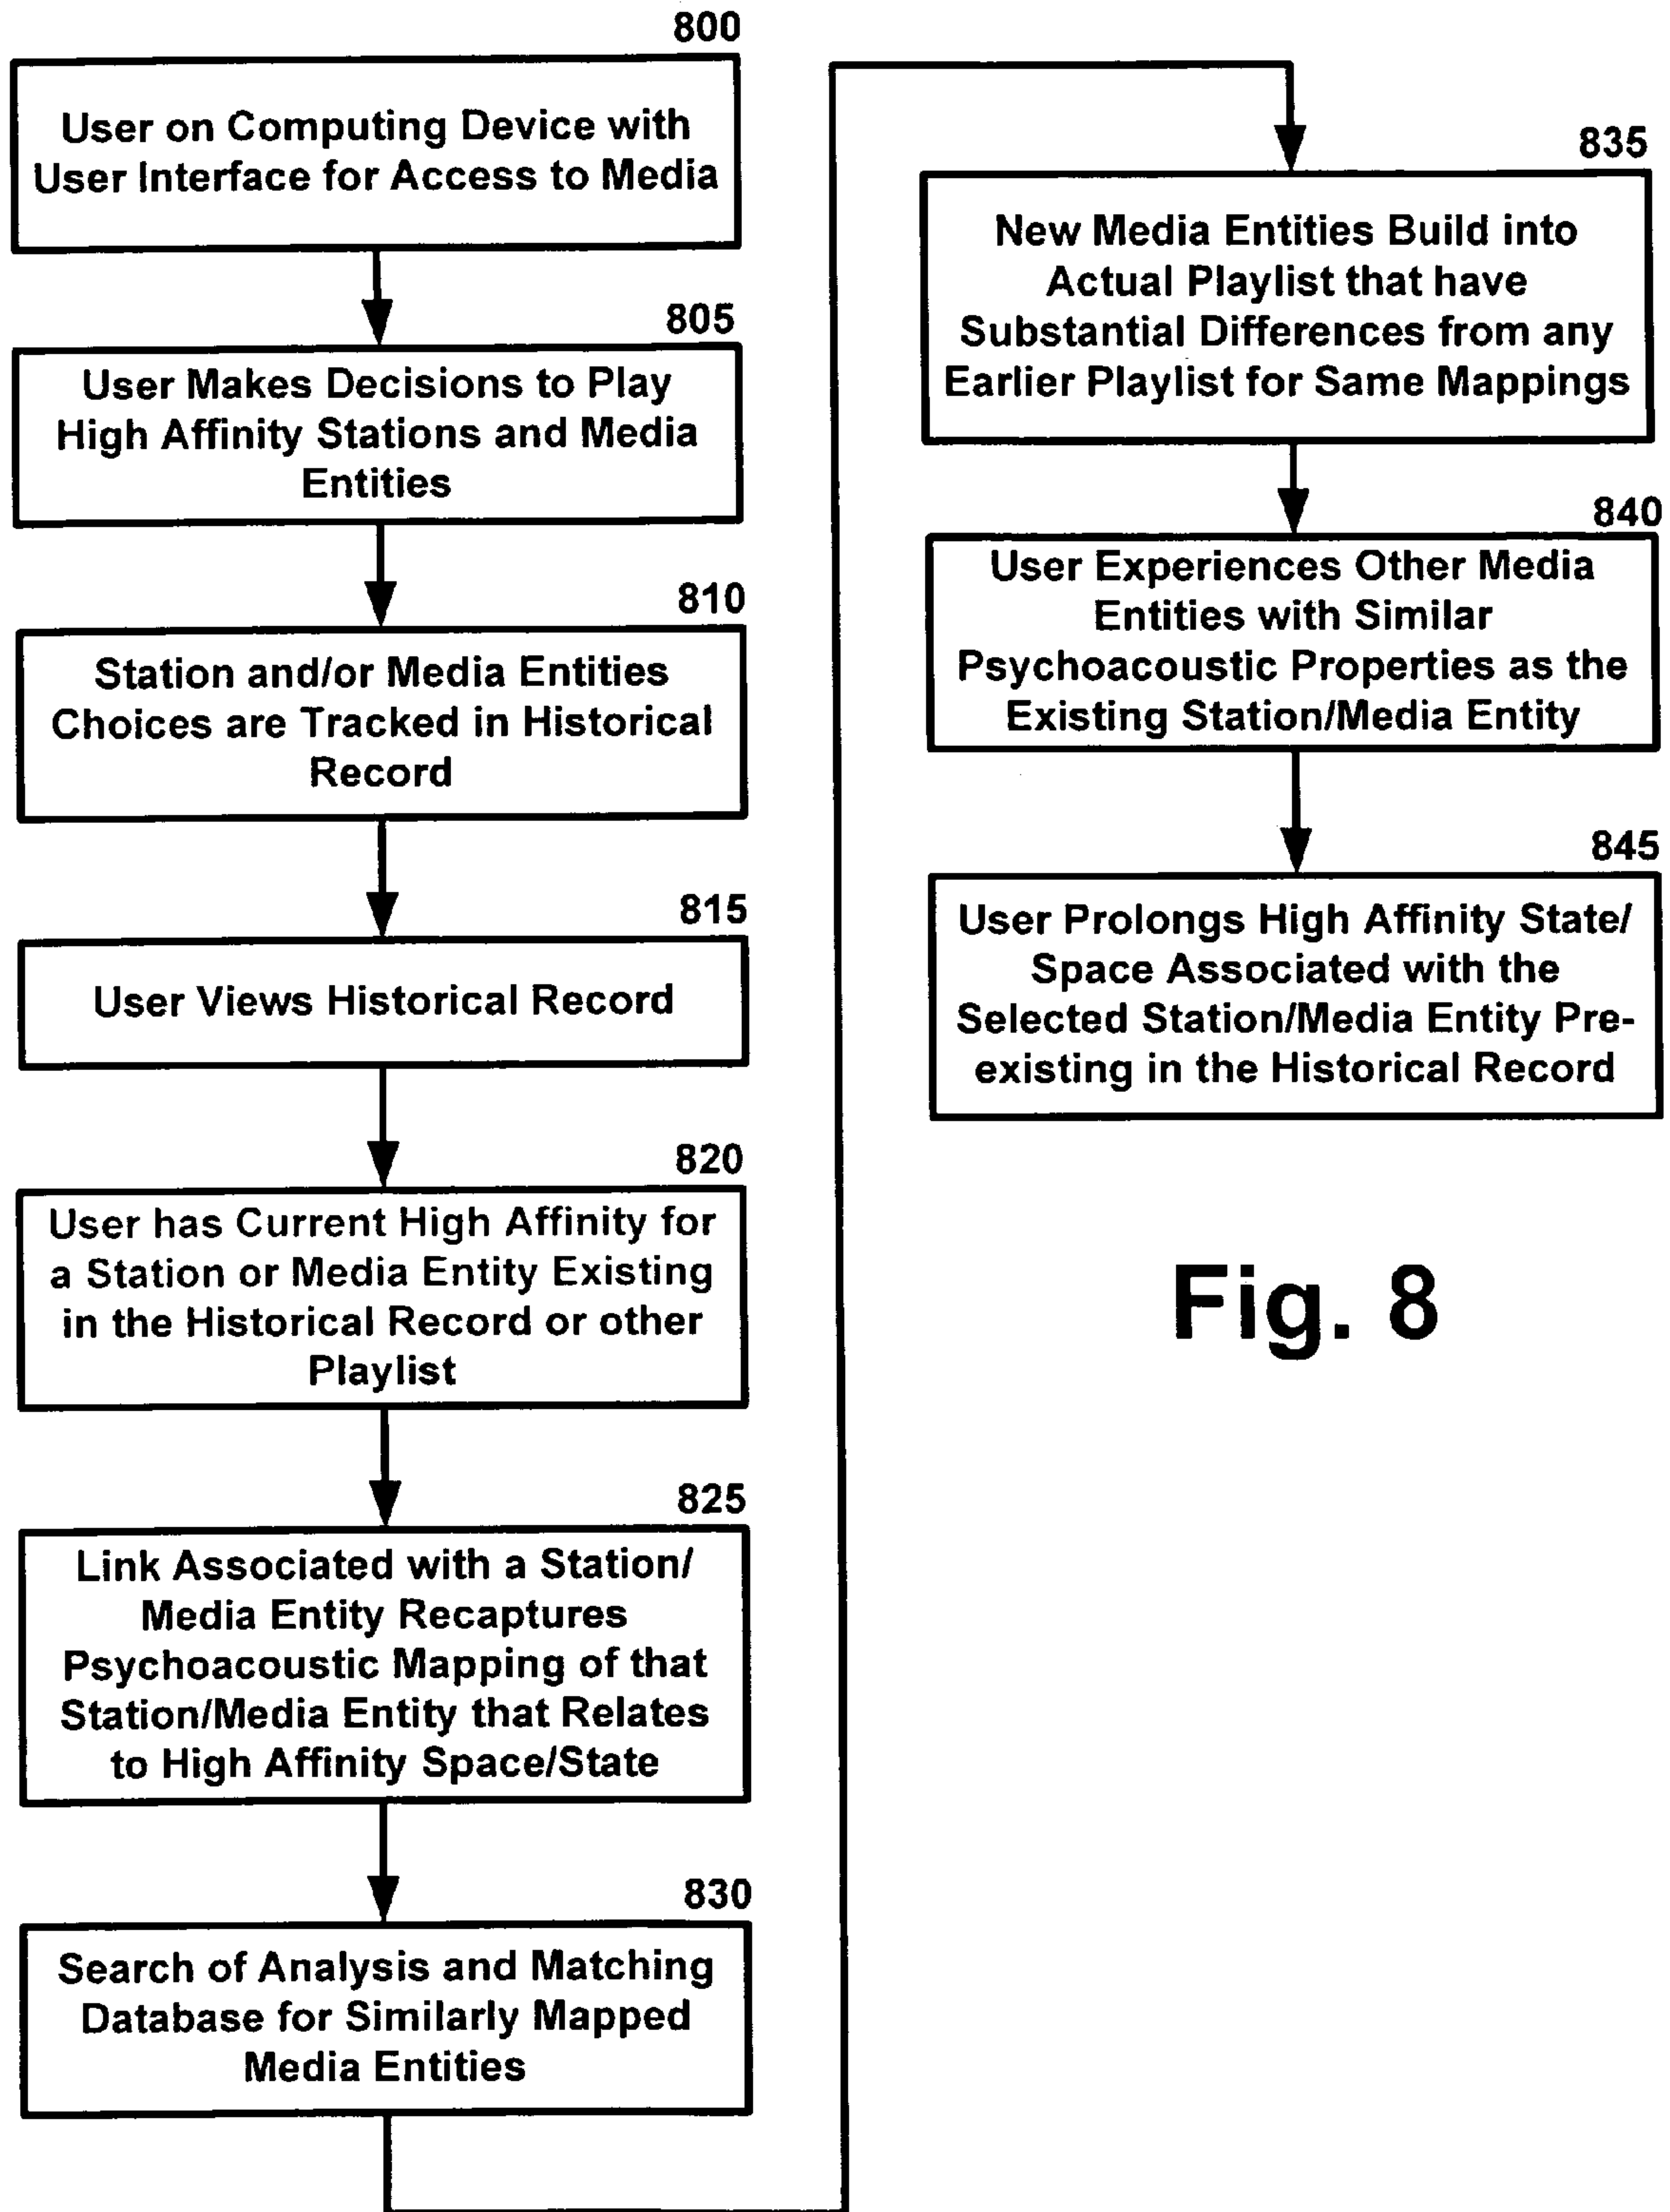 800
User on Computing Device with
User Interface for Access to Media
805
User Makes Decisions to Play
High Affinity Stations and Media
Entities
810
Station and/or Media Entities
Choices are Tracked in Historical
Record
815
User Views Historical Record
820
User has Current High Affinity for
a Station or Media Entity Existing
in the Historical Record or other
Playlist
825
Link Associated with a Station/
Media Entity Recaptures
Psychoacoustic Mapping of that
Station/Media Entity that Relates
to High Affinity Space/State
830
Search of Analysis and Matching
Database for Similarly Mapped
Media Entities
835
New Media Entities Build into
Actual Playlist that have
Substantial Differences from any
Earlier Playlist for Same Mappings
840
User Experiences Other Media
Entities with Similar
Psychoacoustic Properties as the
Existing Station/Media Entity
845
User Prolongs High Affinity State/
Space Associated with the
Selected Station/Media Entity Pre-
existing in the Historical Record
Fig. 8